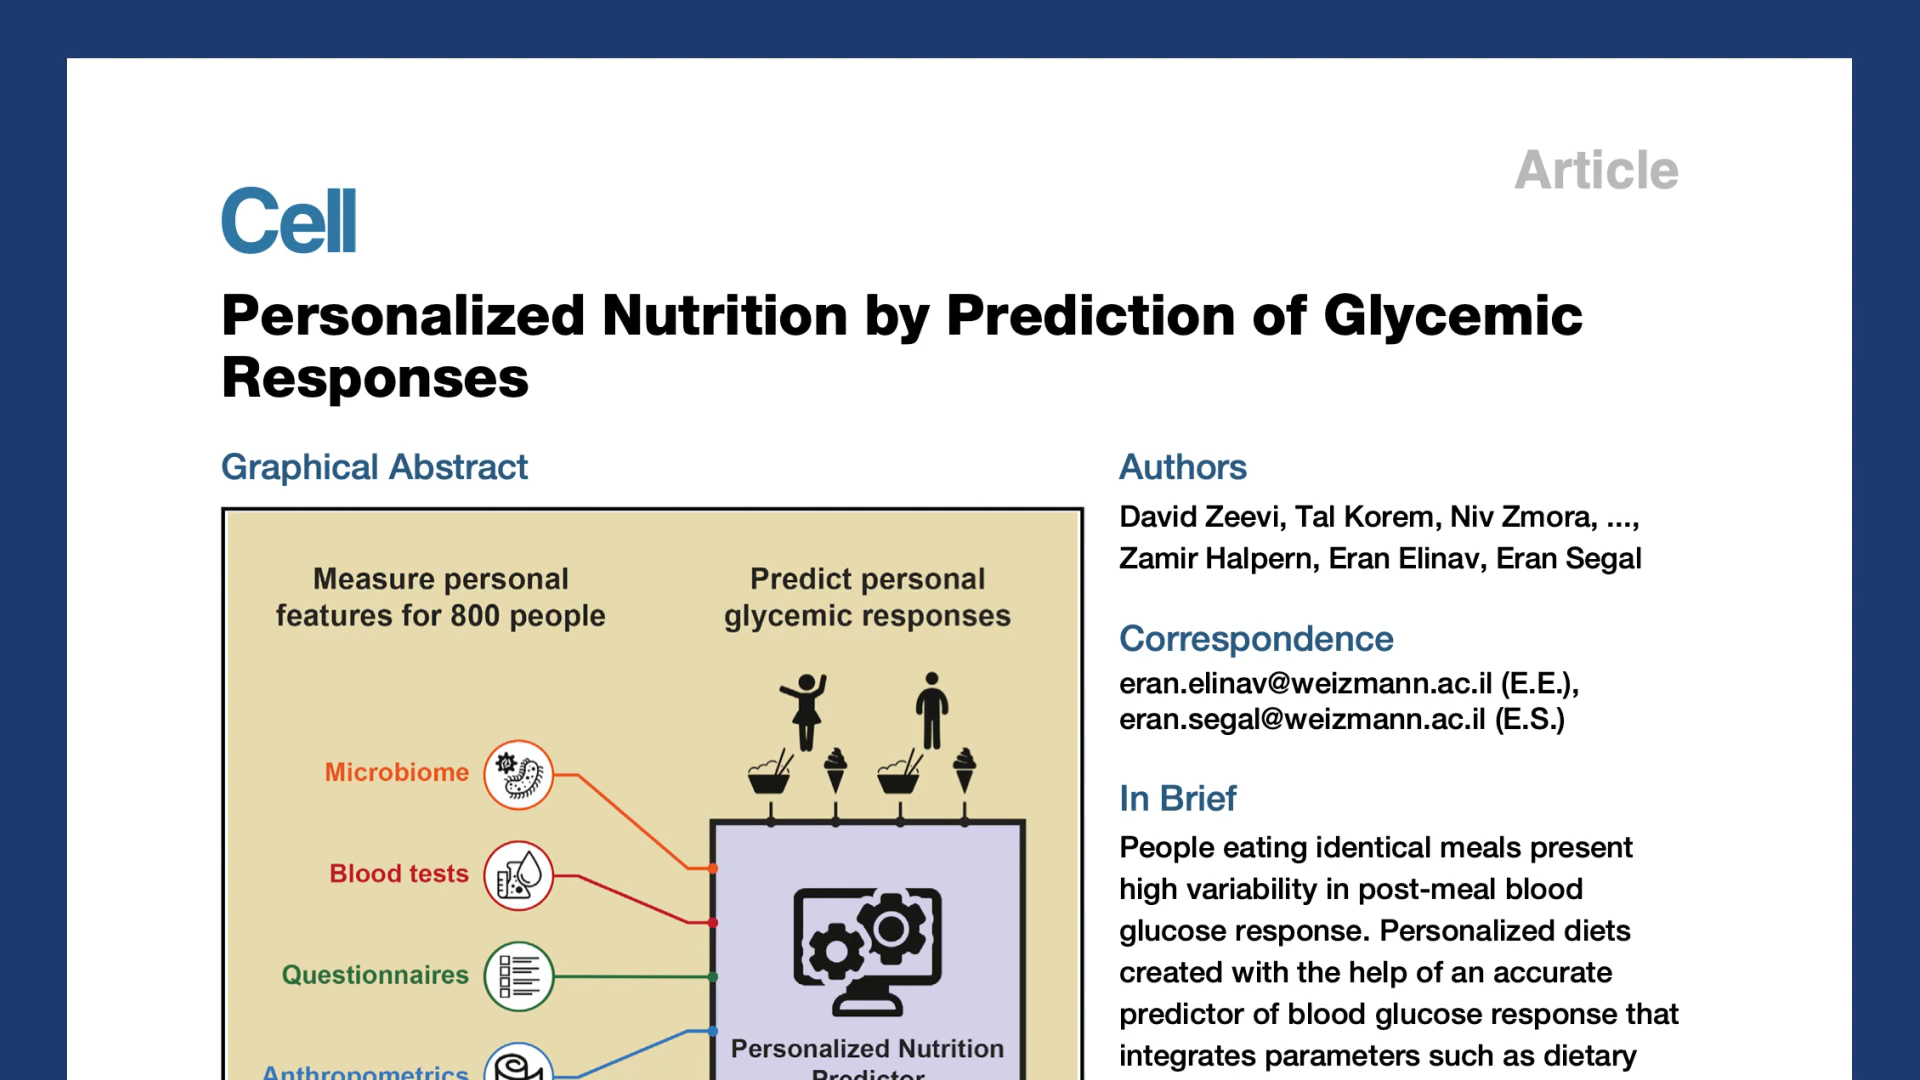 Article
Cell
Personalized Nutrition by Prediction of Glycemic
Responses
Graphical Abstract
Measure personal
features for 800 people
Predict personal
glycemic responses
Microbiome
Blood tests
Questionnaires
Anthropometrics
Personalized Nutrition
Predictor
Authors
David Zeevi, Tal Korem, Niv Zmora, ...,
Zamir Halpern, Eran Elinav, Eran Segal
Correspondence
eran.elinav@weizmann.ac.il (E.E.),
eran.segal@weizmann.ac.il (E.S.)
In Brief
People eating identical meals present
high variability in post-meal blood
glucose response. Personalized diets
created with the help of an accurate
predictor of blood glucose response that
integrates parameters such as dietary